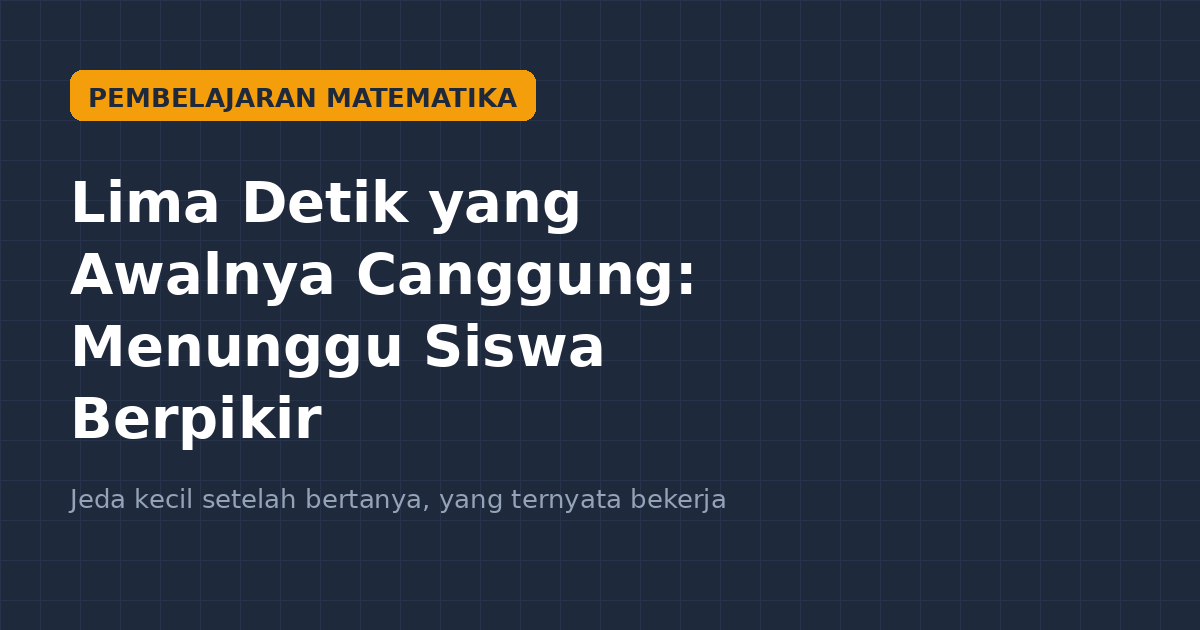 PEMBELAJARAN MATEMATIKA
Lima Detik yang
Awalnya Canggung:
Menunggu Siswa
Berpikir
Jeda kecil setelah bertanya, yang ternyata bekerja